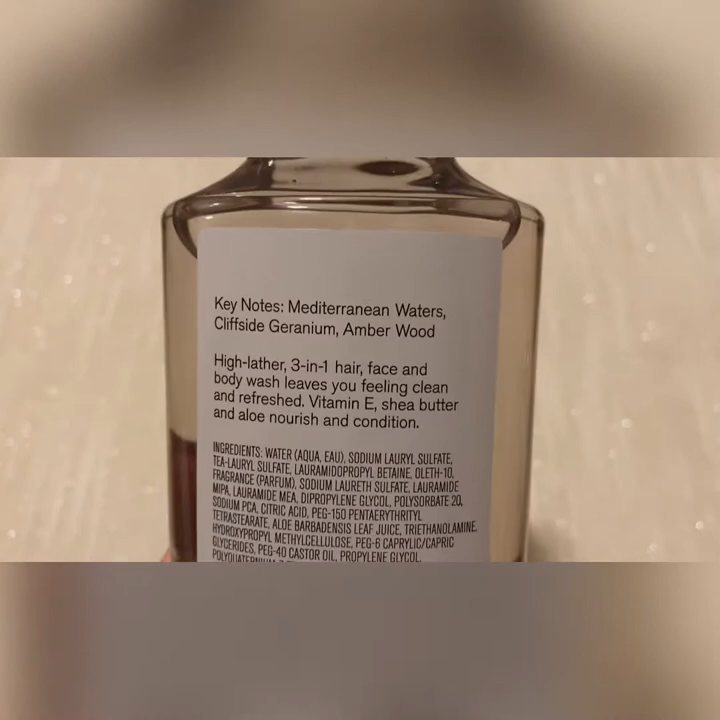 Key Notes: Mediterranean Waters,
Cliffside Geranium, Amber Wood
High-lather, 3-in-1 hair, face and
body wash leaves you feeling clean
and refreshed. Vitamin E, shea butter
and aloe nourish and condition.
INGREDIENTS: WATER (AQUA, EAU), SODIUM LAURYL SULFATE,
TEA-LAURYL SULFATE, LAURAMIDOPROPYL BETAINE, OLETH-10,
FRAGRANCE (PARFUM), SODIUM LAURETH SULFATE, LAURAMIDE
MIPA, LAURAMIDE MEA, DIPROPYLENE GLYCOL, POLYSORBATE 20,
SODIUM PCA, CITRIC ACID, PEG-150 PENTAERYTHRITYL
TETRASTEARATE, ALOE BARBADENSIS LEAF JUICE, TRIETHANOLAMINE,
HYDROXYPROPYL METHYLCELLULOSE, PEG-6 CAPRYLIC/CAPRIC
GLYCERIDES, PEG-40 CASTOR OIL, PROPYLENE GLYCOL,